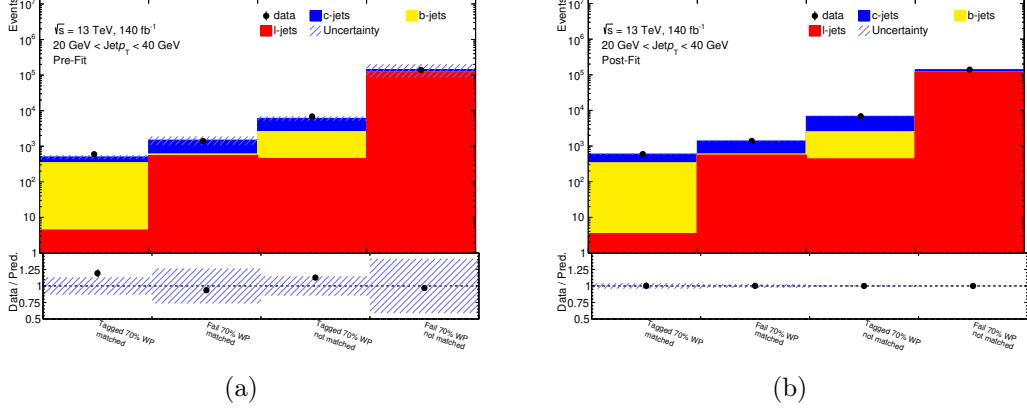 Events
10⁷
10⁶
10⁵
10⁴
10³
10²
10
1
√s = 13 TeV, 140 fb⁻¹
20 GeV < Jetp_T < 40 GeV
Pre-Fit
data
c-jets
b-jets
l-jets
Uncertainty
Data / Pred.
1.25
1
0.75
0.5
Tagged 70% WP
matched
Fail 70% WP
matched
Tagged 70% WP
not matched
Fail 70% WP
not matched
(a)
Events
10⁷
10⁶
10⁵
10⁴
10³
10²
10
1
√s = 13 TeV, 140 fb⁻¹
20 GeV < Jetp_T < 40 GeV
Post-Fit
data
c-jets
b-jets
l-jets
Uncertainty
Data / Pred.
1.25
1
0.75
0.5
Tagged 70% WP
matched
Fail 70% WP
matched
Tagged 70% WP
not matched
Fail 70% WP
not matched
(b)